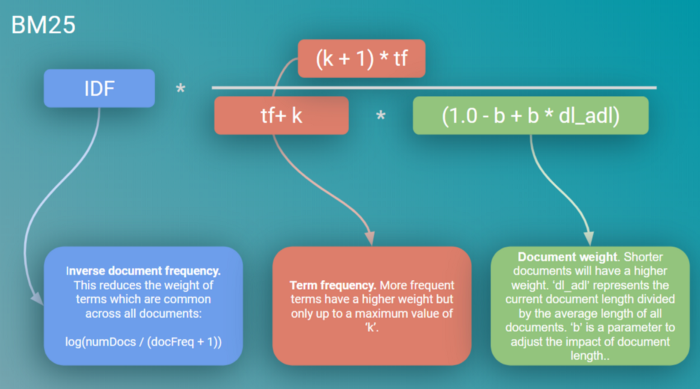 BM25
(k + 1) * tf
IDF
*
tf+ k
*
(1.0 - b + b * dl_adl)
Inverse document frequency.
This reduces the weight of
terms which are common
across all documents:
log(numDocs / (docFreq + 1))
Term frequency. More frequent
terms have a higher weight but
only up to a maximum value of
'k'.
Document weight. Shorter
documents will have a higher
weight. 'dl_adl' represents the
current document length divided
by the average length of all
documents. 'b' is a parameter to
adjust the impact of document
length..